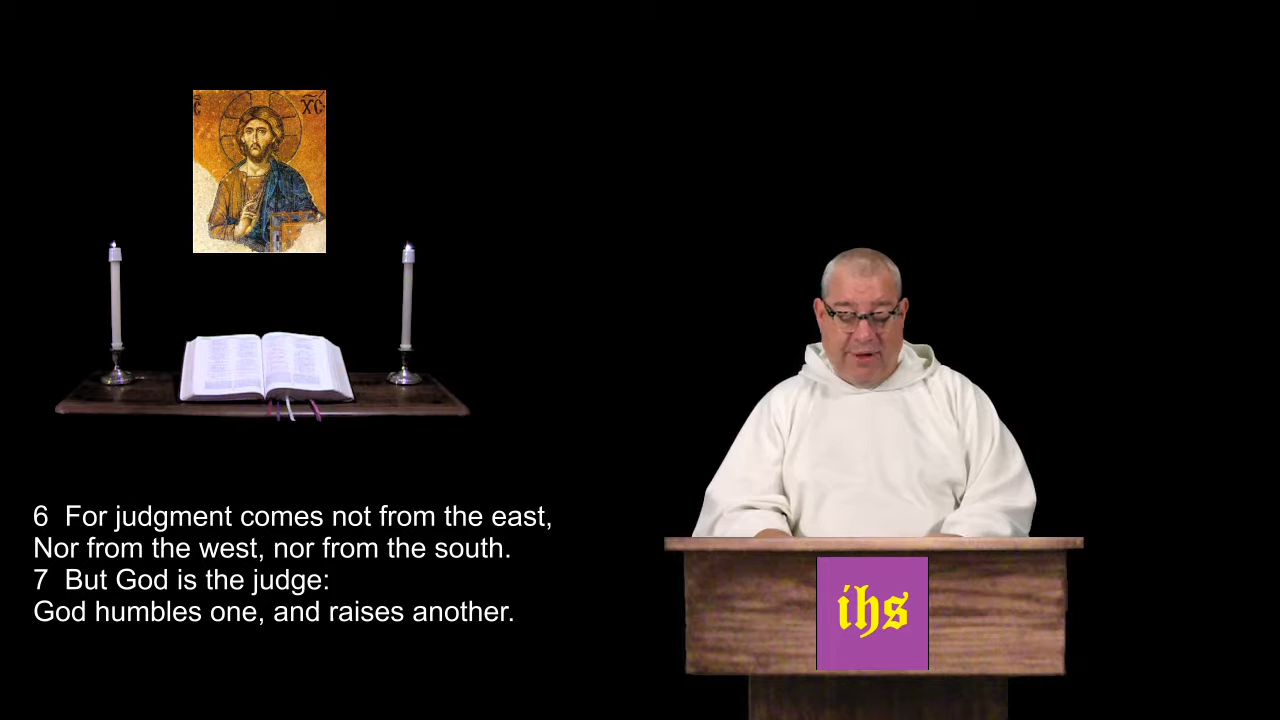 C XC
6 For judgment comes not from the east,
Nor from the west, nor from the south.
7 But God is the judge:
God humbles one, and raises another.
ihs